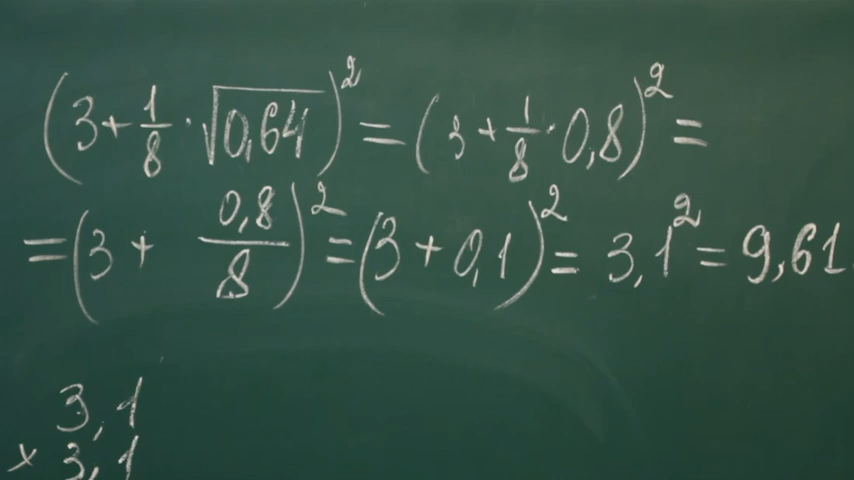 (3+1/8·√0,64)²=(3+1/8·0,8)²=
=(3+0,8/8)²=(3+0,1)²=3,1²=9,61
3,1
×3,1